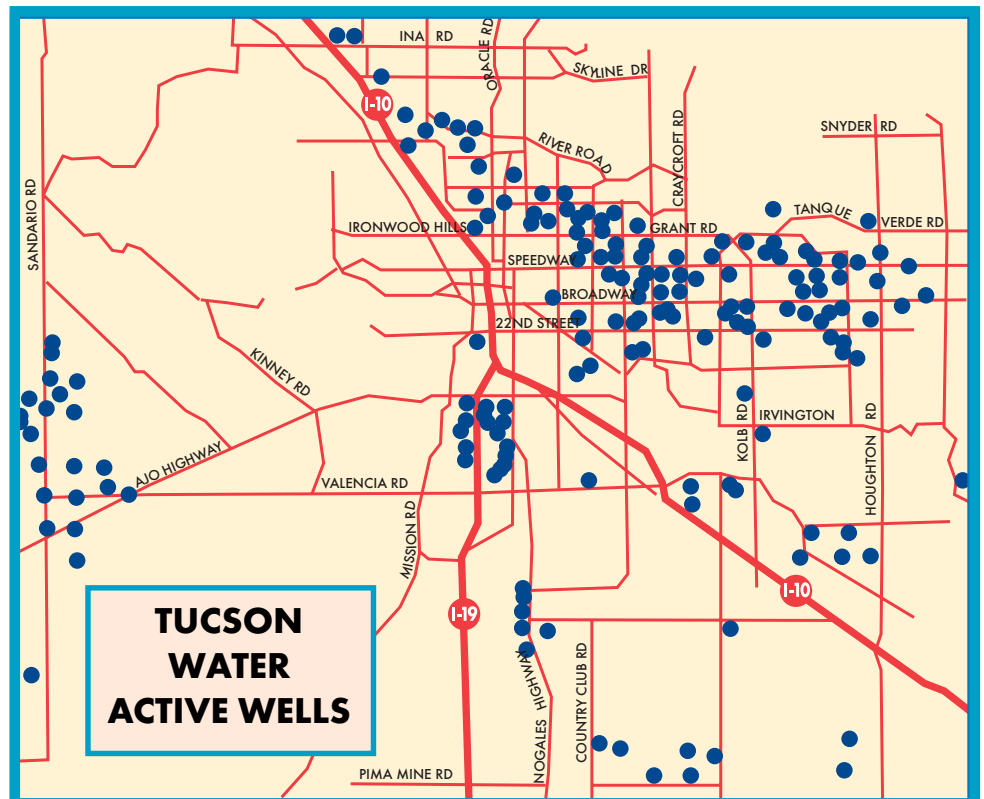 INA RD
ORACLE RD
SKYLINE DR
I-10
CRAYCROFT RD
SNYDER RD
RIVER ROAD
SANDARIO RD
TANQUE
VERDE RD
IRONWOOD HILLS
GRANT RD
SPEEDWAY
BROADWAY
22ND STREET
KINNEY RD
KOLB RD
IRVINGTON
HOUGHTON RD
AJO HIGHWAY
VALENCIA RD
MISSION RD
I-10
I-19
TUCSON
WATER
ACTIVE WELLS
NOGALES HIGHWAY
COUNTRY CLUB RD
PIMA MINE RD